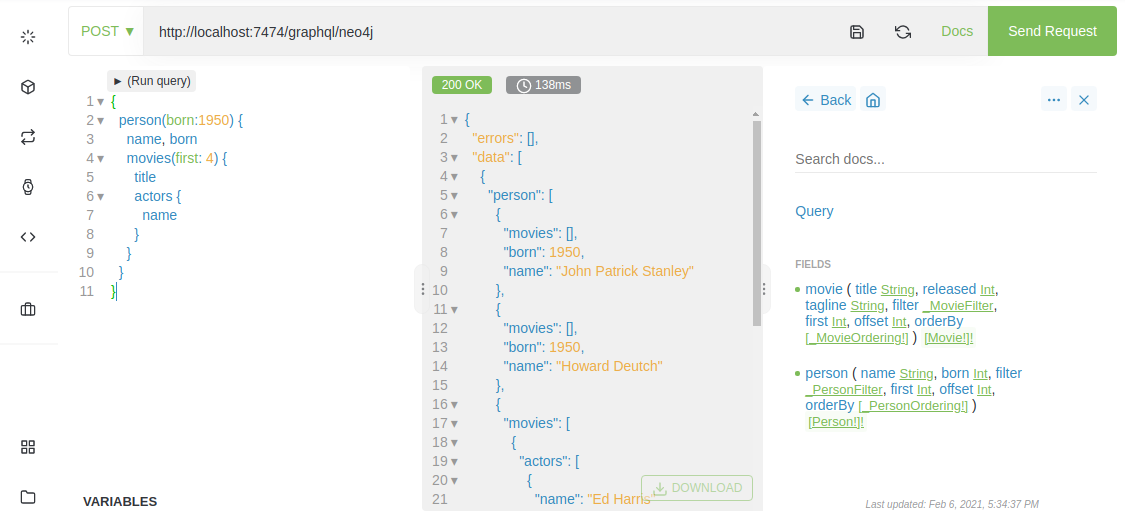 POST ▼ http://localhost:7474/graphql/neo4j Docs Send Request
► (Run query)
1 ▼ {
2 ▼ person(born:1950) {
3 name, born
4 ▼ movies(first: 4) {
5 title
6 ▼ actors {
7 name
8 }
9 }
10 }
11 }
VARIABLES
200 OK 138ms
1 ▼ {
2 "errors": [],
3 ▼ "data": [
4 ▼ {
5 ▼ "person": [
6 ▼ {
7 "movies": [],
8 "born": 1950,
9 "name": "John Patrick Stanley"
10 },
11 ▼ {
12 "movies": [],
13 "born": 1950,
14 "name": "Howard Deutch"
15 },
16 ▼ {
17 ▼ "movies": [
18 ▼ {
19 ▼ "actors": [
20 ▼ {
21 "name": "Ed Harris"
DOWNLOAD
Back
Search docs...
Query
FIELDS
movie ( title String, released Int,
tagline String, filter _MovieFilter,
first Int, offset Int, orderBy
[_MovieOrdering!] ) [Movie!]!
person ( name String, born Int, filter
_PersonFilter, first Int, offset Int,
orderBy [_PersonOrdering!] )
[Person!]!
Last updated: Feb 6, 2021, 5:34:37 PM